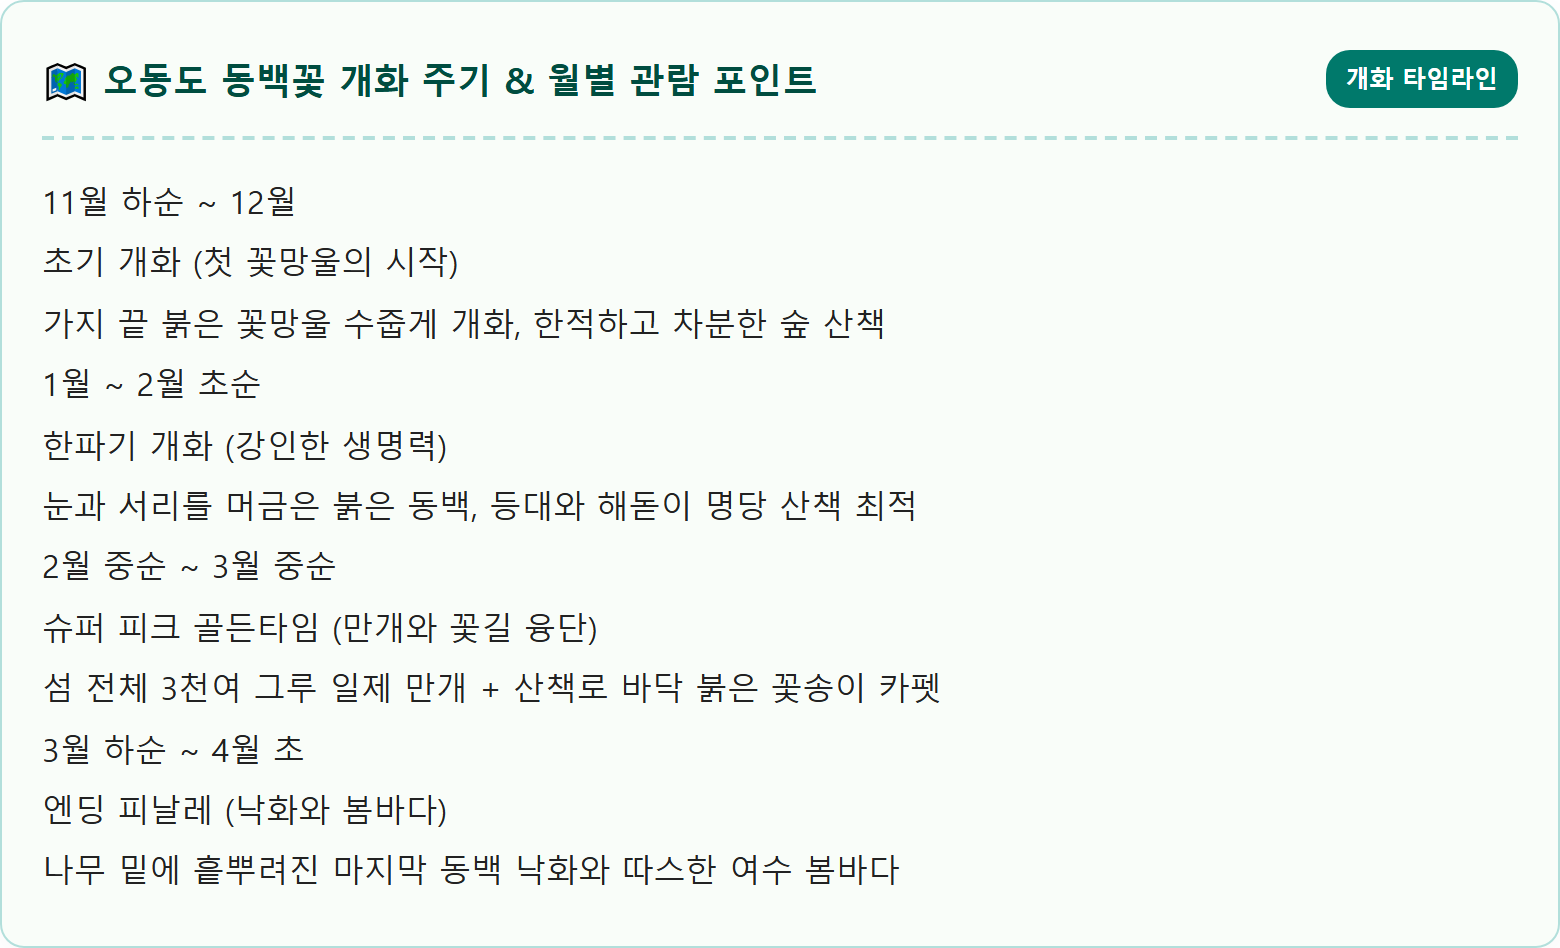 오동도 동백꽃 개화 주기 & 월별 관람 포인트
개화 타임라인
11월 하순 ~ 12월
초기 개화 (첫 꽃망울의 시작)
가지 끝 붉은 꽃망울 수줍게 개화, 한적하고 차분한 숲 산책
1월 ~ 2월 초순
한파기 개화 (강인한 생명력)
눈과 서리를 머금은 붉은 동백, 등대와 해돋이 명당 산책 최적
2월 중순 ~ 3월 중순
슈퍼 피크 골든타임 (만개와 꽃길 융단)
섬 전체 3천여 그루 일제 만개 + 산책로 바닥 붉은 꽃송이 카펫
3월 하순 ~ 4월 초
엔딩 피날레 (낙화와 봄바다)
나무 밑에 흩뿌려진 마지막 동백 낙화와 따스한 여수 봄바다